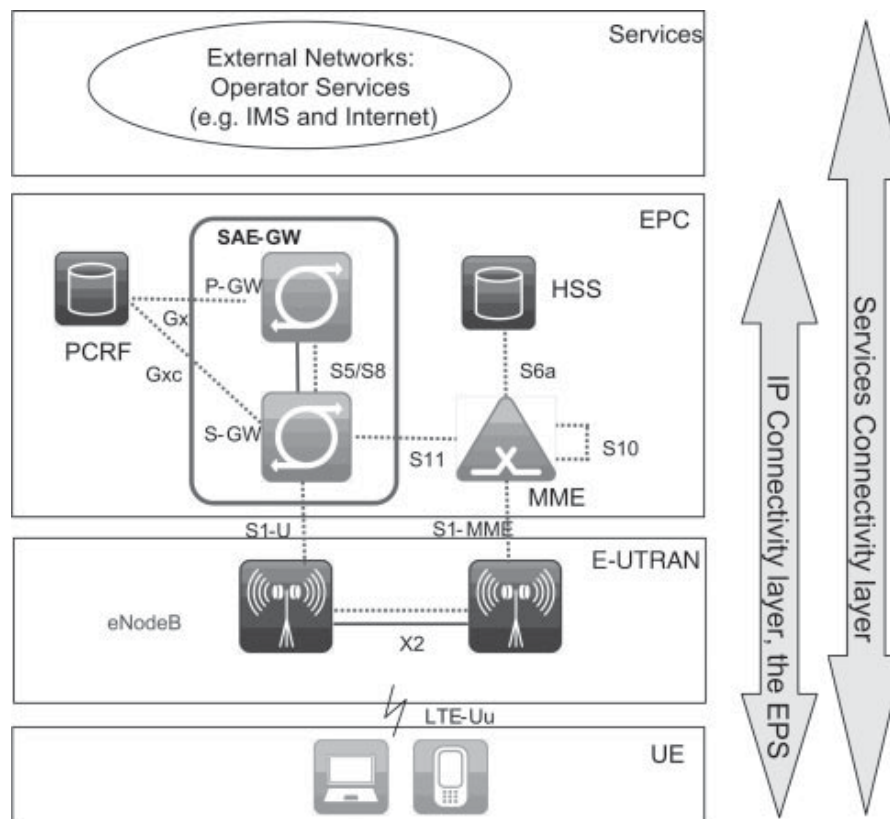 Services
External Networks:
Operator Services
(e.g. IMS and Internet)
EPC
SAE-GW
P-GW
HSS
Gx
PCRF
Gxc
S5/S8
S6a
S-GW
S11
S10
MME
S1-U
S1-MME
E-UTRAN
eNodeB
X2
LTE-Uu
UE
IP Connectivity layer, the EPS
Services Connectivity layer